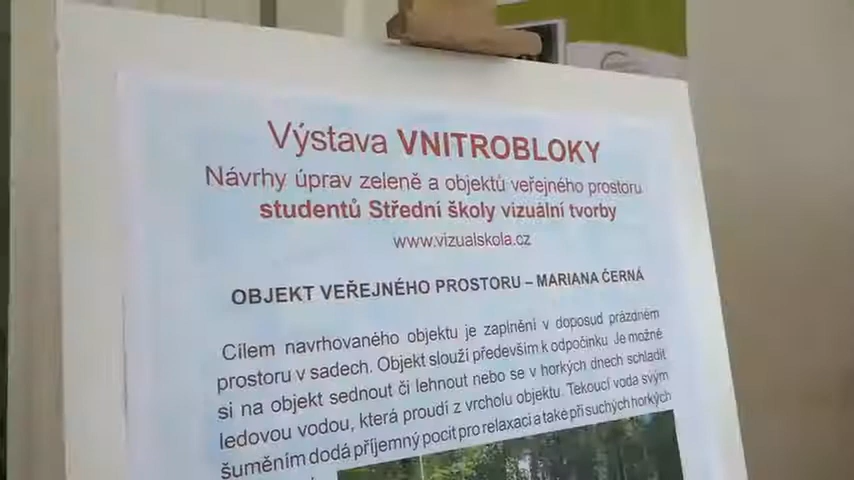 Výstava VNITROBLOKY
Návrhy úprav zeleně a objektů veřejného prostoru
studentů Střední školy vizuální tvorby
www.vizualskola.cz
OBJEKT VEŘEJNÉHO PROSTORU – MARIANA ČERNÁ
Cílem navrhovaného objektu je zaplnění v doposud prázdném
prostoru v sadech. Objekt slouží především k odpočinku. Je možné
si na objekt sednout či lehnout nebo se v horkých dnech schladit
ledovou vodou, která proudí z vrcholu objektu. Tekoucí voda svým
šuměním dodá příjemný pocit pro relaxaci a také při suchých horkých